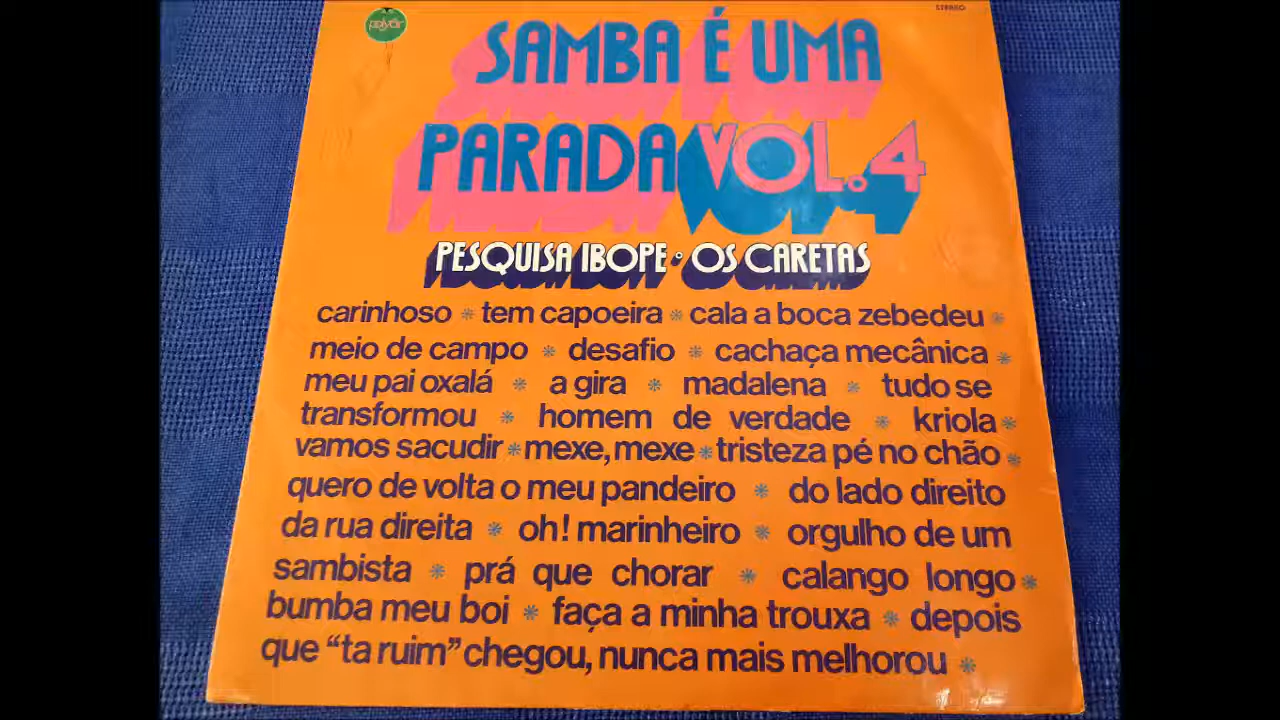 polyfar
STEREO
SAMBA É UMA
PARADA VOL. 4
PESQUISA IBOPE • OS CARETAS
carinhoso * tem capoeira * cala a boca zebedeu *
meio de campo * desafio * cachaça mecânica *
meu pai oxalá * a gira * madalena * tudo se
transformou * homem de verdade * kriola *
vamos sacudir * mexe, mexe * tristeza pé no chão *
quero de volta o meu pandeiro * do lado direito
da rua direita * oh! marinheiro * orgulho de um
sambista * prá que chorar * calango longo *
bumba meu boi * faça a minha trouxa * depois
que “ta ruim” chegou, nunca mais melhorou *